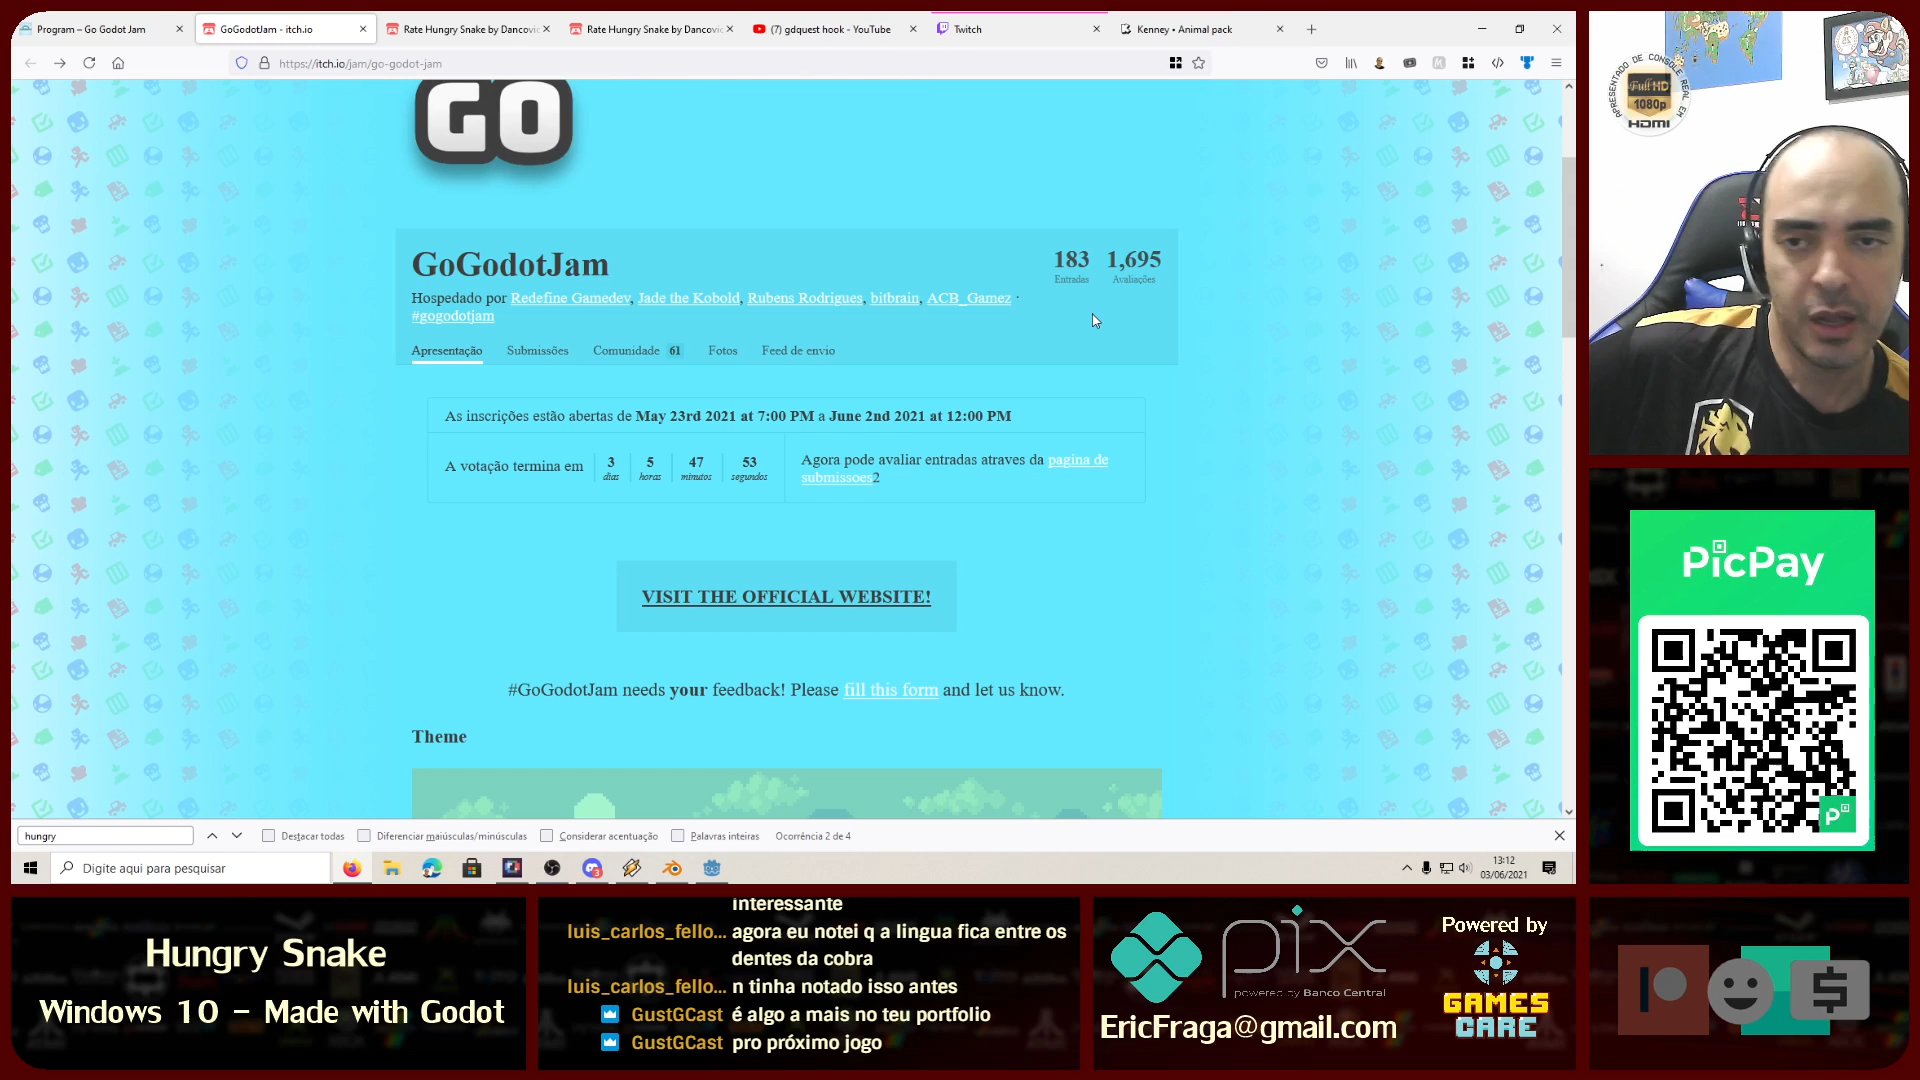 Program – Go Godot Jam
GoGodotJam - itch.io
Rate Hungry Snake by Dancovic
Rate Hungry Snake by Dancovic
(7) gdquest hook - YouTube
Twitch
Kenney • Animal pack
https://itch.io/jam/go-godot-jam
GO
GoGodotJam
183
Entradas
1,695
Avaliações
Hospedado por Redefine Gamedev, Jade the Kobold, Rubens Rodrigues, bitbrain, ACB_Gamez ·
#gogodotjam
Apresentação
Submissões
Comunidade 61
Fotos
Feed de envio
As inscrições estão abertas de May 23rd 2021 at 7:00 PM a June 2nd 2021 at 12:00 PM
A votação termina em
3
dias
5
horas
47
minutos
53
segundos
Agora pode avaliar entradas atraves da pagina de
submissoes2
VISIT THE OFFICIAL WEBSITE!
#GoGodotJam needs your feedback! Please fill this form and let us know.
Theme
hungry
Destacar todas
Diferenciar maiúsculas/minúsculas
Considerar acentuação
Palavras inteiras
Ocorrência 2 de 4
Digite aqui para pesquisar
13:12
03/06/2021
APRESENTADO DE CONSOLE REAL EM
Full HD
1080p
HDMI
PicPay
Hungry Snake
Windows 10 - Made with Godot
interessante
luis_carlos_fello... agora eu notei q a lingua fica entre os
dentes da cobra
luis_carlos_fello... n tinha notado isso antes
GustGCast é algo a mais no teu portfolio
GustGCast pro próximo jogo
pix
powered by Banco Central
EricFraga@gmail.com
Powered by
GAMES
CARE